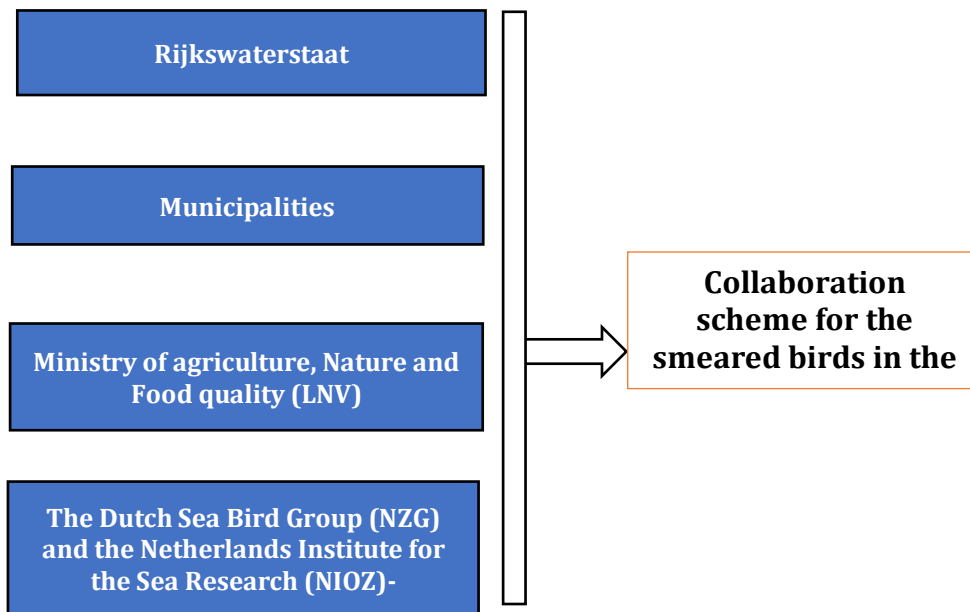 Rijkswaterstaat
Municipalities
Ministry of agriculture, Nature and
Food quality (LNV)
The Dutch Sea Bird Group (NZG)
and the Netherlands Institute for
the Sea Research (NIOZ)-
Collaboration
scheme for the
smeared birds in the